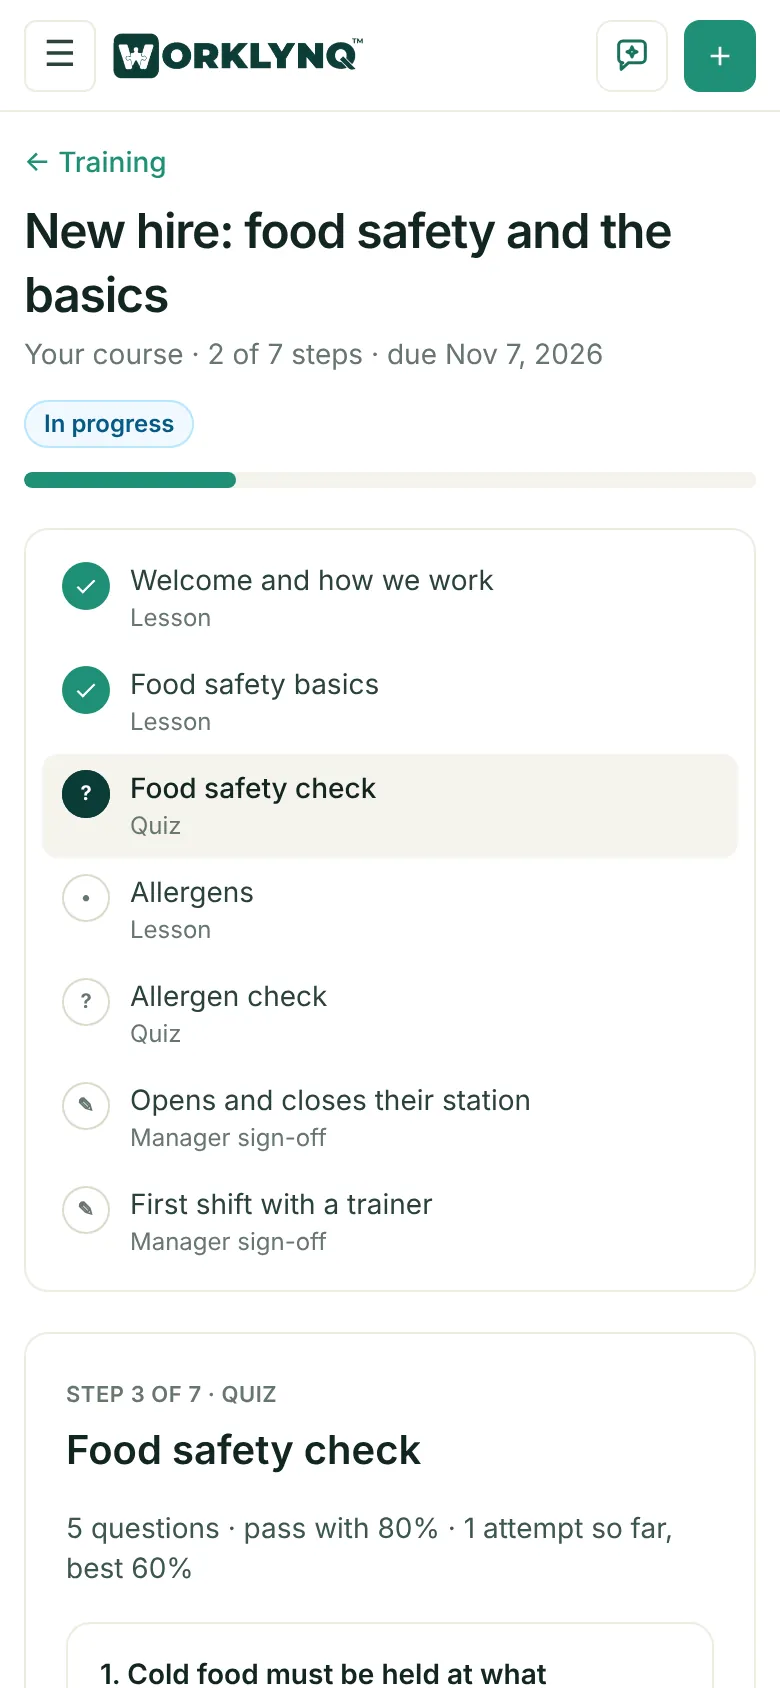 ☰ WORKLYNQ™ +
← Training
New hire: food safety and the
basics
Your course · 2 of 7 steps · due Nov 7, 2026
In progress
✓ Welcome and how we work
Lesson
✓ Food safety basics
Lesson
? Food safety check
Quiz
• Allergens
Lesson
? Allergen check
Quiz
✎ Opens and closes their station
Manager sign-off
✎ First shift with a trainer
Manager sign-off
STEP 3 OF 7 · QUIZ
Food safety check
5 questions · pass with 80% · 1 attempt so far,
best 60%
1. Cold food must be held at what